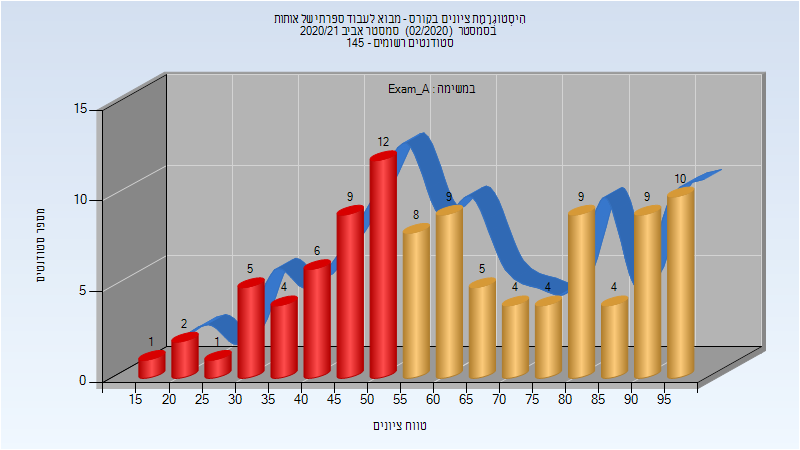 היסטוגרמת ציונים בקורס - מבוא לעבוד ספרתי של אותות
בסמסטר (02/2020) סמסטר אביב 2020/21
סטודנטים רשומים - 145
במשימה : Exam_A
מספר סטודנטים
15
10
5
0
1 2 1 5 4 6 9 12 8 9 5 4 4 9 4 9 10
15 20 25 30 35 40 45 50 55 60 65 70 75 80 85 90 95
טווח ציונים